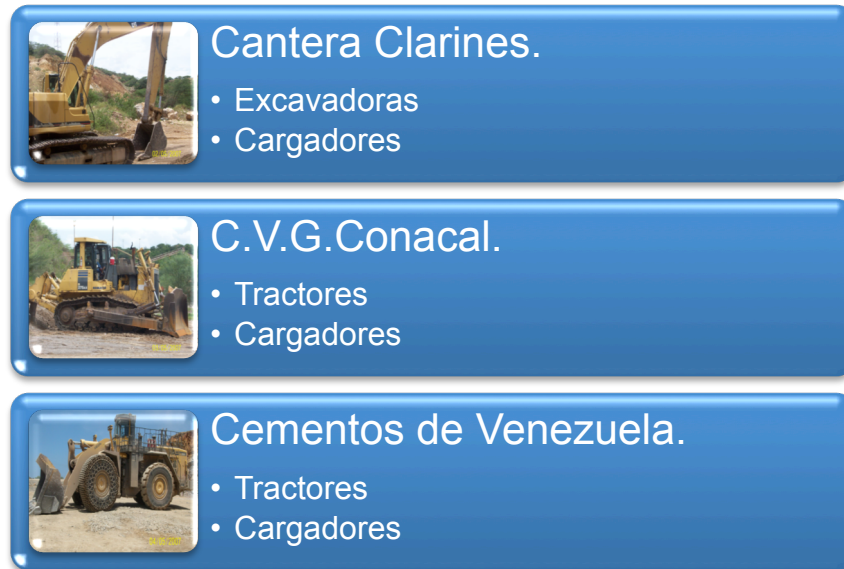 Cantera Clarines.
• Excavadoras
• Cargadores
C.V.G.Conacal.
• Tractores
• Cargadores
Cementos de Venezuela.
• Tractores
• Cargadores